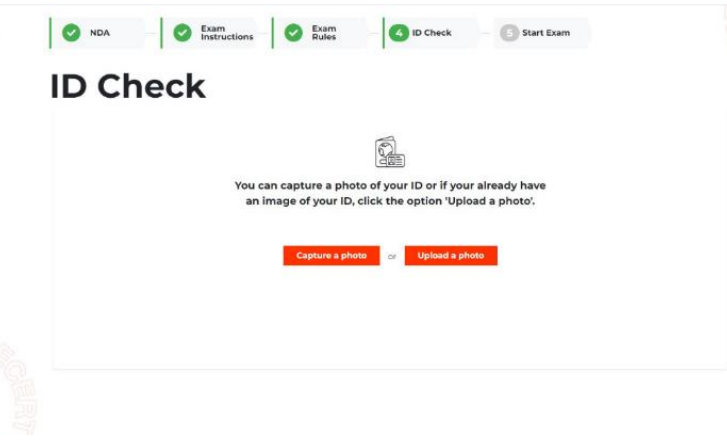 NDA
Exam
Instructions
Exam
Rules
4
ID Check
5
Start Exam
ID Check
You can capture a photo of your ID or if your already have
an image of your ID, click the option 'Upload a photo'.
Capture a photo
or
Upload a photo